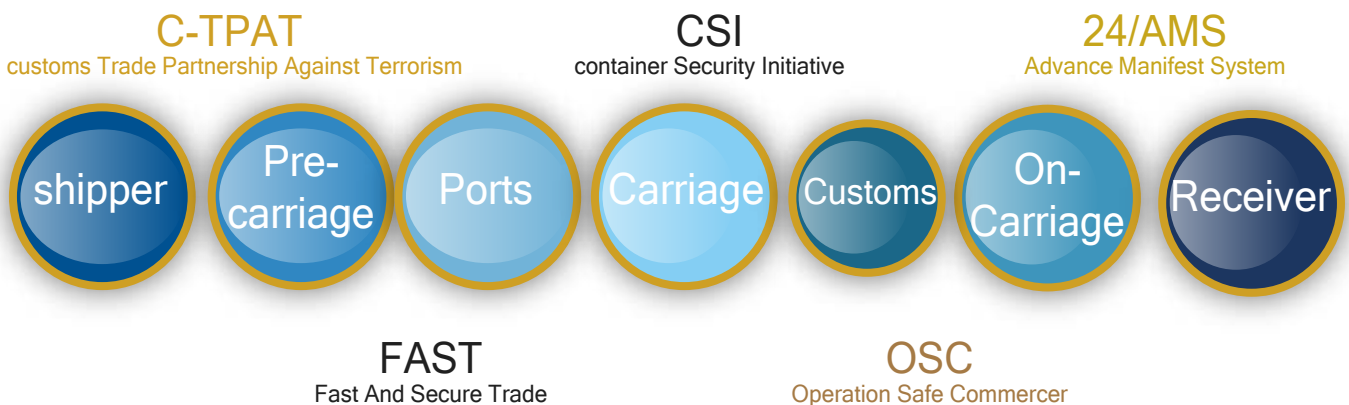 C-TPAT
customs Trade Partnership Against Terrorism
CSI
container Security Initiative
24/AMS
Advance Manifest System
shipper
Pre-
carriage
Ports
Carriage
Customs
On-
Carriage
Receiver
FAST
Fast And Secure Trade
OSC
Operation Safe Commercer